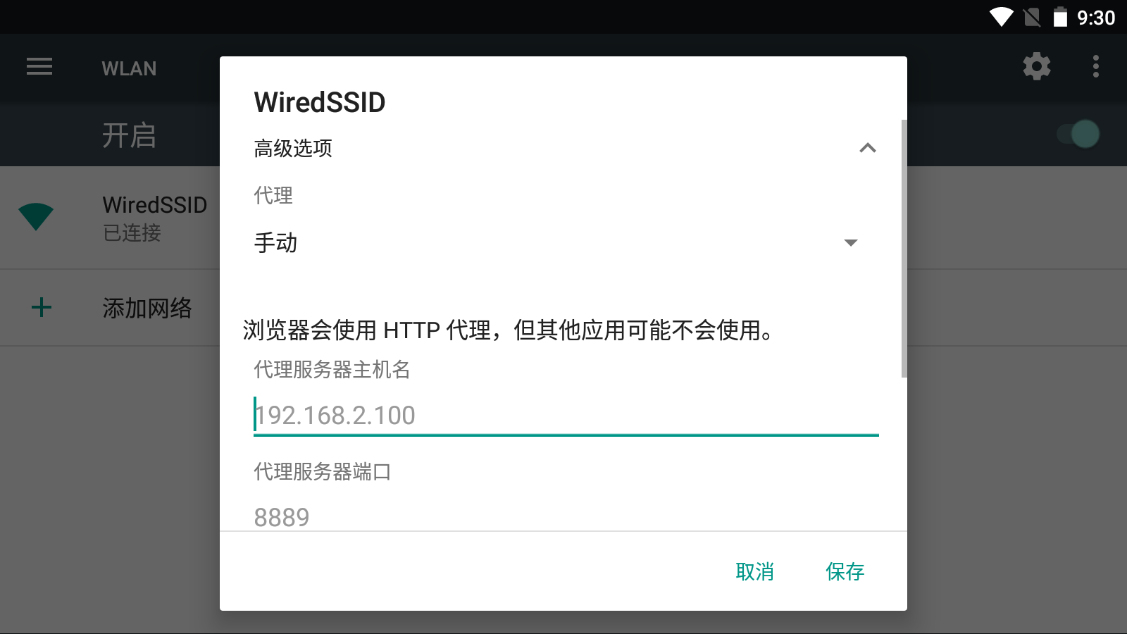 9:30
WLAN
开启
WiredSSID
已连接
添加网络
WiredSSID
高级选项
代理
手动
浏览器会使用 HTTP 代理，但其他应用可能不会使用。
代理服务器主机名
192.168.2.100
代理服务器端口
8889
取消
保存